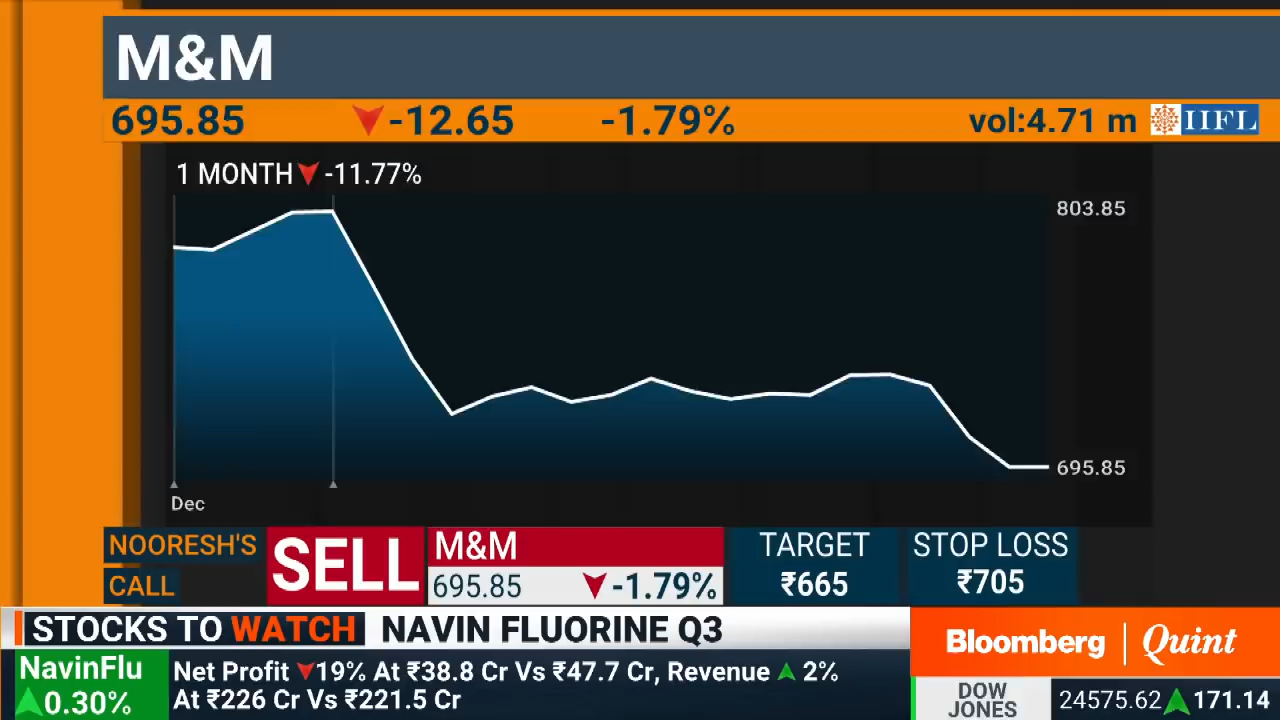 M&M
695.85 -12.65 -1.79% vol:4.71 m IIFL
1 MONTH -11.77%
803.85
695.85
Dec
NOORESH'S
CALL
SELL
M&M
695.85 -1.79%
TARGET
₹665
STOP LOSS
₹705
STOCKS TO WATCH NAVIN FLUORINE Q3
Bloomberg | Quint
NavinFlu
0.30%
Net Profit 19% At ₹38.8 Cr Vs ₹47.7 Cr, Revenue 2%
At ₹226 Cr Vs ₹221.5 Cr
DOW
JONES
24575.62 171.14